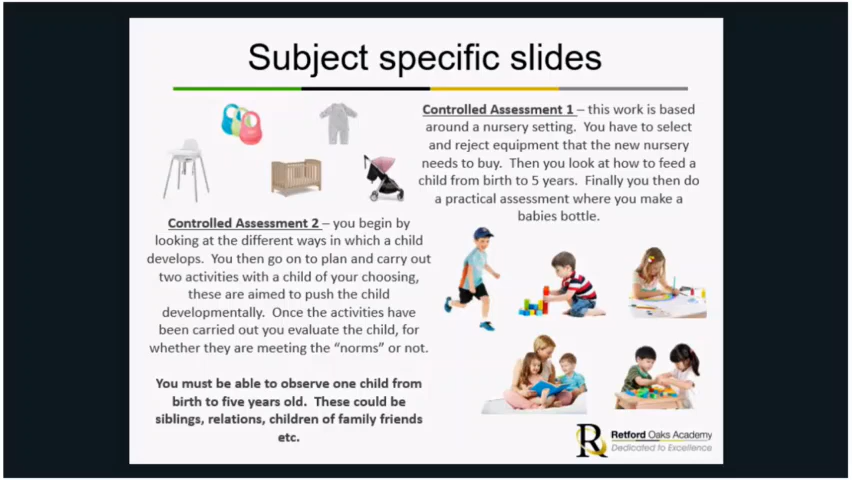 Subject specific slides
Controlled Assessment 1 – this work is based
around a nursery setting. You have to select
and reject equipment that the new nursery
needs to buy. Then you look at how to feed a
child from birth to 5 years. Finally you then do
a practical assessment where you make a
babies bottle.
Controlled Assessment 2 – you begin by
looking at the different ways in which a child
develops. You then go on to plan and carry out
two activities with a child of your choosing,
these are aimed to push the child
developmentally. Once the activities have
been carried out you evaluate the child, for
whether they are meeting the “norms” or not.
You must be able to observe one child from
birth to five years old. These could be
siblings, relations, children of family friends
etc.
Retford Oaks Academy
Dedicated to Excellence